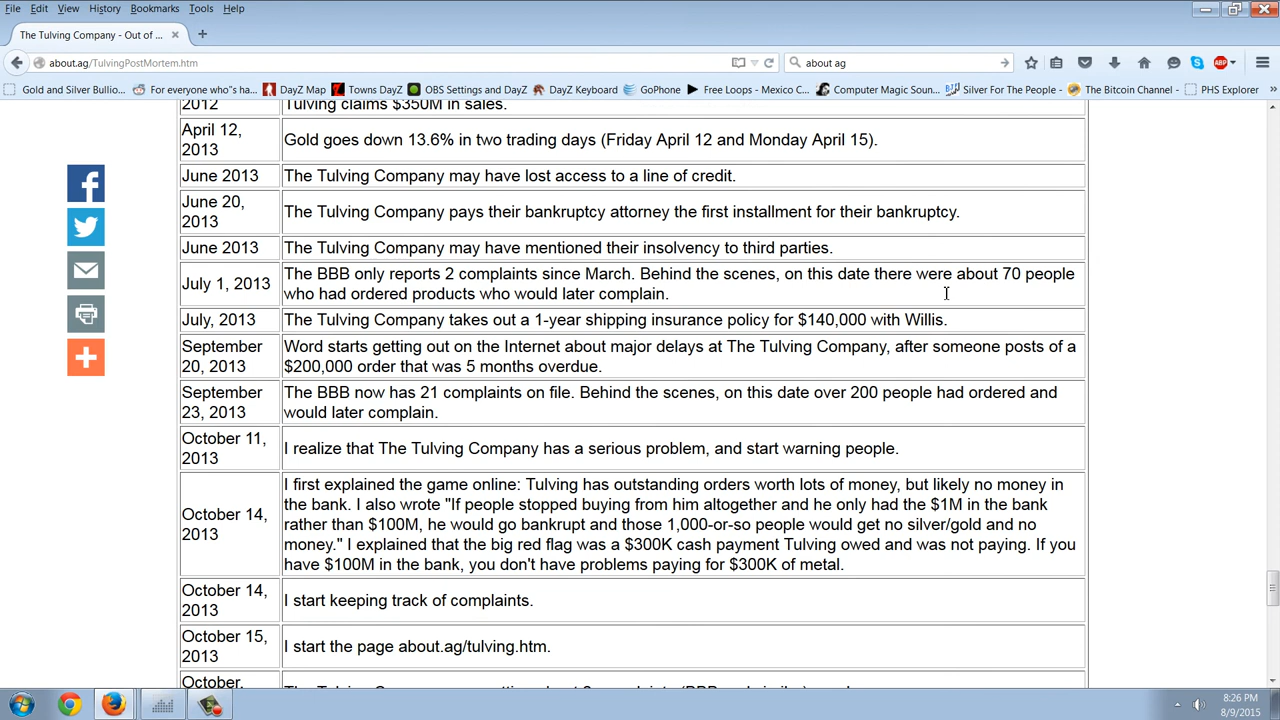 File Edit View History Bookmarks Tools Help
The Tulving Company - Out of ...
about.ag/TulvingPostMortem.htm
about ag
Gold and Silver Bullio... For everyone who's ha... DayZ Map Towub DayZ OBS Settings and DayZ DayZ Keyboard GoPhone Free Loops - Mexico C... Computer Magic Soun... Silver For The People - ... The Bitcoin Channel - ... PHS Explorer
2012 Tulving claims $350M in sales.
April 12, 2013 Gold goes down 13.6% in two trading days (Friday April 12 and Monday April 15).
June 2013 The Tulving Company may have lost access to a line of credit.
June 20, 2013 The Tulving Company pays their bankruptcy attorney the first installment for their bankruptcy.
June 2013 The Tulving Company may have mentioned their insolvency to third parties.
July 1, 2013 The BBB only reports 2 complaints since March. Behind the scenes, on this date there were about 70 people
who had ordered products who would later complain.
July, 2013 The Tulving Company takes out a 1-year shipping insurance policy for $140,000 with Willis.
September 20, 2013 Word starts getting out on the Internet about major delays at The Tulving Company, after someone posts of a
$200,000 order that was 5 months overdue.
September 23, 2013 The BBB now has 21 complaints on file. Behind the scenes, on this date over 200 people had ordered and
would later complain.
October 11, 2013 I realize that The Tulving Company has a serious problem, and start warning people.
October 14, 2013 I first explained the game online: Tulving has outstanding orders worth lots of money, but likely no money in
the bank. I also wrote "If people stopped buying from him altogether and he only had the $1M in the bank
rather than $100M, he would go bankrupt and those 1,000-or-so people would get no silver/gold and no
money." I explained that the big red flag was a $300K cash payment Tulving owed and was not paying. If you
have $100M in the bank, you don't have problems paying for $300K of metal.
October 14, 2013 I start keeping track of complaints.
October 15, 2013 I start the page about.ag/tulving.htm.
October,
8:26 PM
8/9/2015